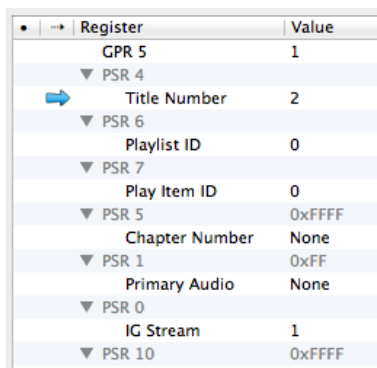 Register Value
GPR 5 1
PSR 4
Title Number 2
PSR 6
Playlist ID 0
PSR 7
Play Item ID 0
PSR 5 0xFFFF
Chapter Number None
PSR 1 0xFF
Primary Audio None
PSR 0
IG Stream 1
PSR 10 0xFFFF